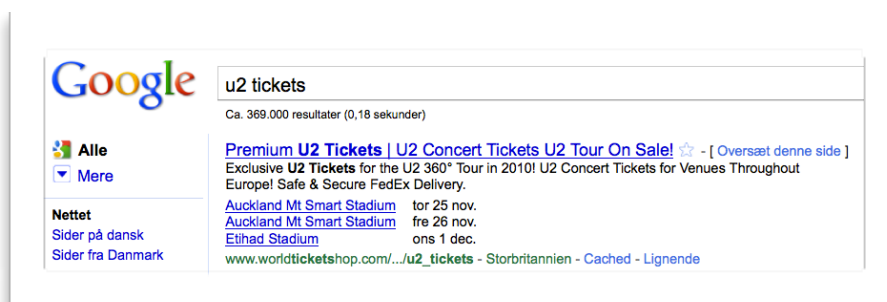 Google
u2 tickets
Ca. 369.000 resultater (0,18 sekunder)
Alle
Mere
Nettet
Sider på dansk
Sider fra Danmark
Premium U2 Tickets | U2 Concert Tickets U2 Tour On Sale! ☆ - [ Oversæt denne side ]
Exclusive U2 Tickets for the U2 360° Tour in 2010! U2 Concert Tickets for Venues Throughout
Europe! Safe & Secure FedEx Delivery.
Auckland Mt Smart Stadium tor 25 nov.
Auckland Mt Smart Stadium fre 26 nov.
Etihad Stadium ons 1 dec.
www.worldticketshop.com/.../u2_tickets - Storbritannien - Cached - Lignende